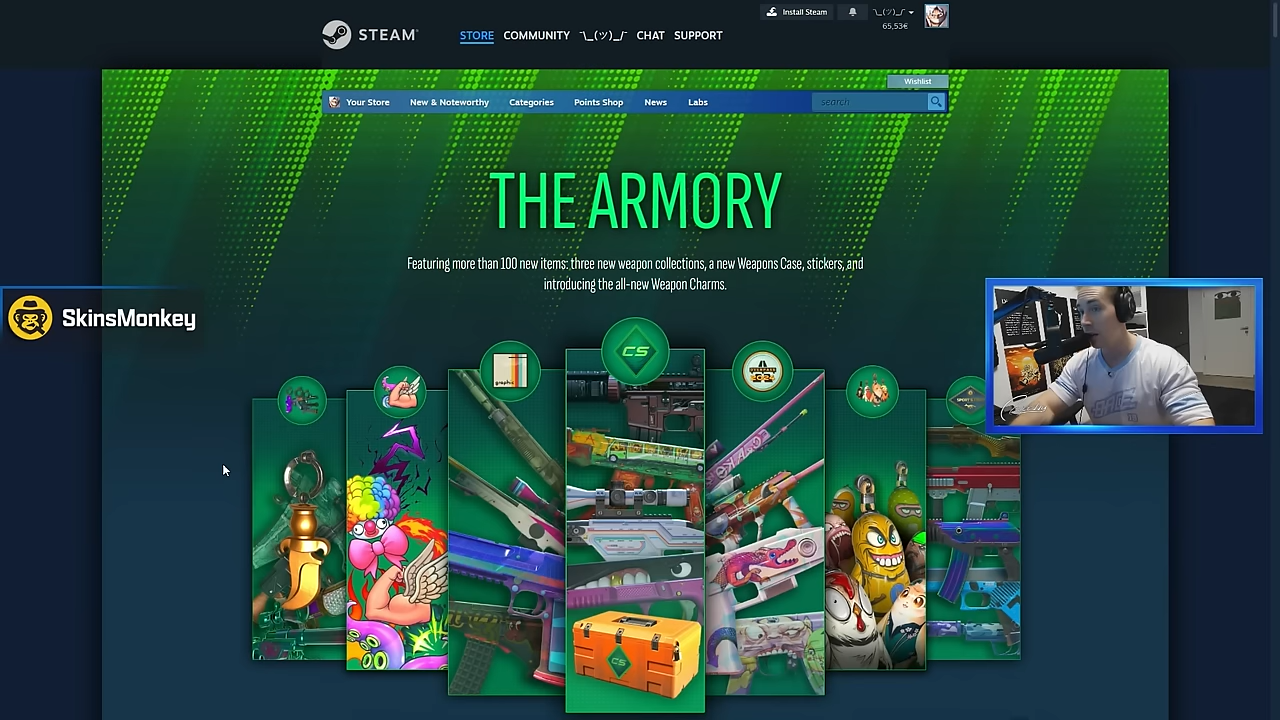 Install Steam
¯\_(ツ)_/¯
65,53€
STEAM®
STORE
COMMUNITY
¯\_(ツ)_/¯
CHAT
SUPPORT
Wishlist
Your Store
New & Noteworthy
Categories
Points Shop
News
Labs
search
THE ARMORY
Featuring more than 100 new items: three new weapon collections, a new Weapons Case, stickers, and
introducing the all-new Weapon Charms.
SkinsMonkey
graphic
CS
CS